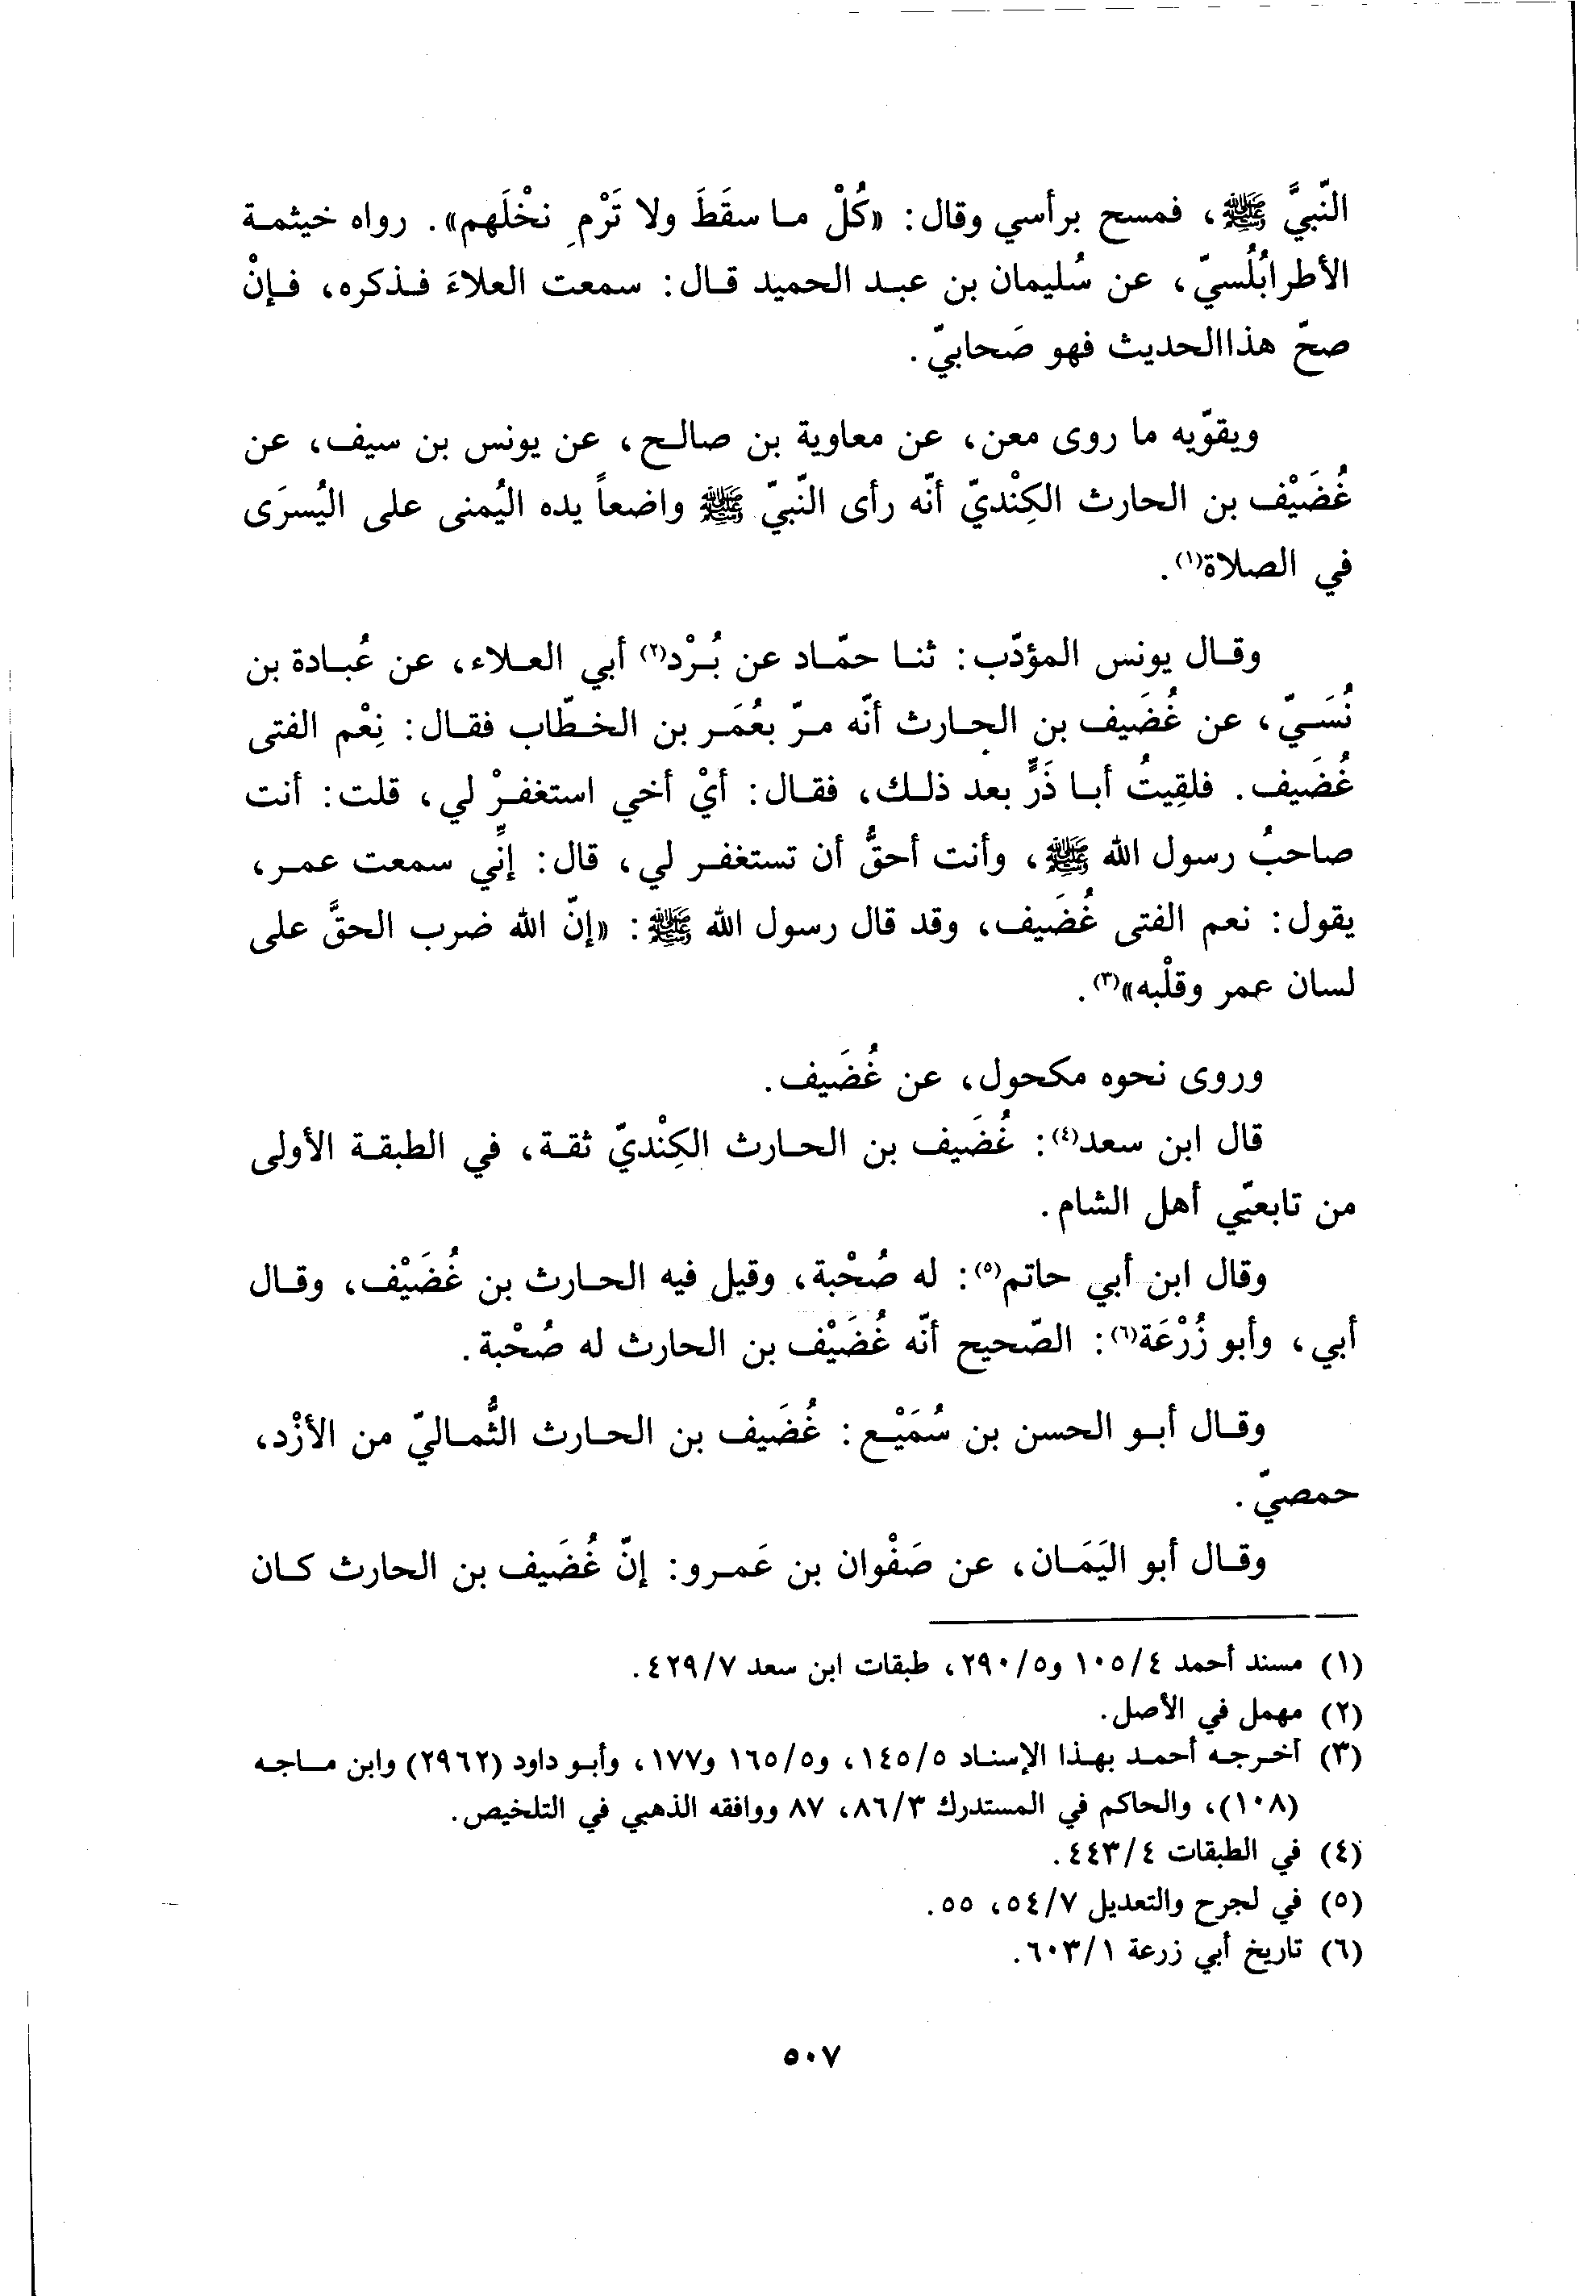 النّبيَّ ﷺ، فمسح برأسي وقال: «كُلْ ما سقَطَ ولا تَرْمِ نخْلَهم». رواه خيثمة
الأطرابُلُسيّ، عن سُليمان بن عبد الحميد قال: سمعت العلاءَ فذكره، فإنْ
صحّ هذاالحديث فهو صَحابيّ.
ويقوّيه ما روى معن، عن معاوية بن صالح، عن يونس بن سيف، عن
غُضَيْف بن الحارث الكِنْديّ أنّه رأى النّبيّ ﷺ واضعاً يده اليُمنى على اليُسرَى
في الصلاة(١).
وقال يونس المؤدّب: ثنا حمّاد عن بُرْد(٢) أبي العلاء، عن عُبادة بن
نُسَيّ، عن غُضَيف بن الحارث أنّه مرّ بعُمَر بن الخطّاب فقال: نِعْم الفتى
غُضَيف. فلقِيتُ أبا ذَرٍّ بعد ذلك، فقال: أيْ أخي استغفرْ لي، قلت: أنت
صاحبُ رسول الله ﷺ، وأنت أحقُّ أن تستغفر لي، قال: إنِّي سمعت عمر،
يقول: نعم الفتى غُضَيف، وقد قال رسول الله ﷺ: «إنّ الله ضرب الحقَّ على
لسان عمر وقلْبه»(٣).
وروى نحوه مكحول، عن غُضَيف.
قال ابن سعد(٤): غُضَيف بن الحارث الكِنْديّ ثقة، في الطبقة الأولى
من تابعيّي أهل الشام.
وقال ابن أبي حاتم(٥): له صُحْبة، وقيل فيه الحارث بن غُضَيْف، وقال
أبي، وأبو زُرْعَة(٦): الصّحيح أنّه غُضَيْف بن الحارث له صُحْبة.
وقال أبو الحسن بن سُمَيْع: غُضَيف بن الحارث الثُّماليّ من الأزْد،
حمصيّ.
وقال أبو اليَمَان، عن صَفْوان بن عَمرو: إنّ غُضَيف بن الحارث كان
(١) مسند أحمد ١٠٥/٤ و٢٩٠/٥، طبقات ابن سعد ٤٢٩/٧.
(٢) مهمل في الأصل.
(٣) أخرجه أحمد بهذا الإسناد ١٤٥/٥، و١٦٥/٥ و١٧٧، وأبو داود (٢٩٦٢) وابن ماجه
(١٠٨)، والحاكم في المستدرك ٨٦/٣، ٨٧ ووافقه الذهبي في التلخيص.
(٤) في الطبقات ٤٤٣/٤.
(٥) في لجرح والتعديل ٥٤/٧، ٥٥.
(٦) تاريخ أبي زرعة ٦٠٣/١.
٥٠٧